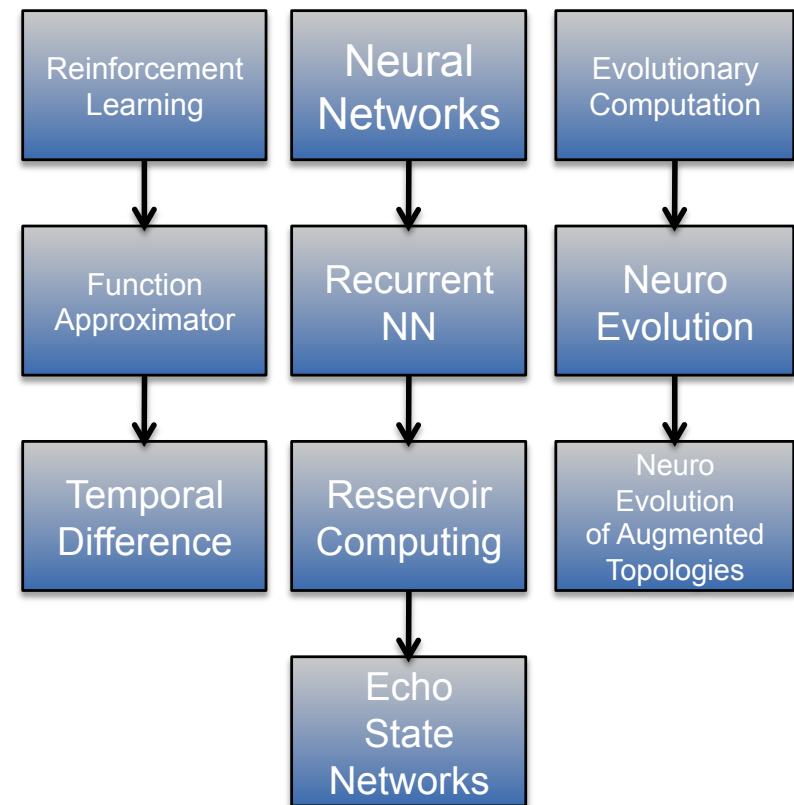 Reinforcement
Learning
Neural
Networks
Evolutionary
Computation
Function
Approximator
Recurrent
NN
Neuro
Evolution
Temporal
Difference
Reservoir
Computing
Neuro
Evolution
of Augmented
Topologies
Echo
State
Networks